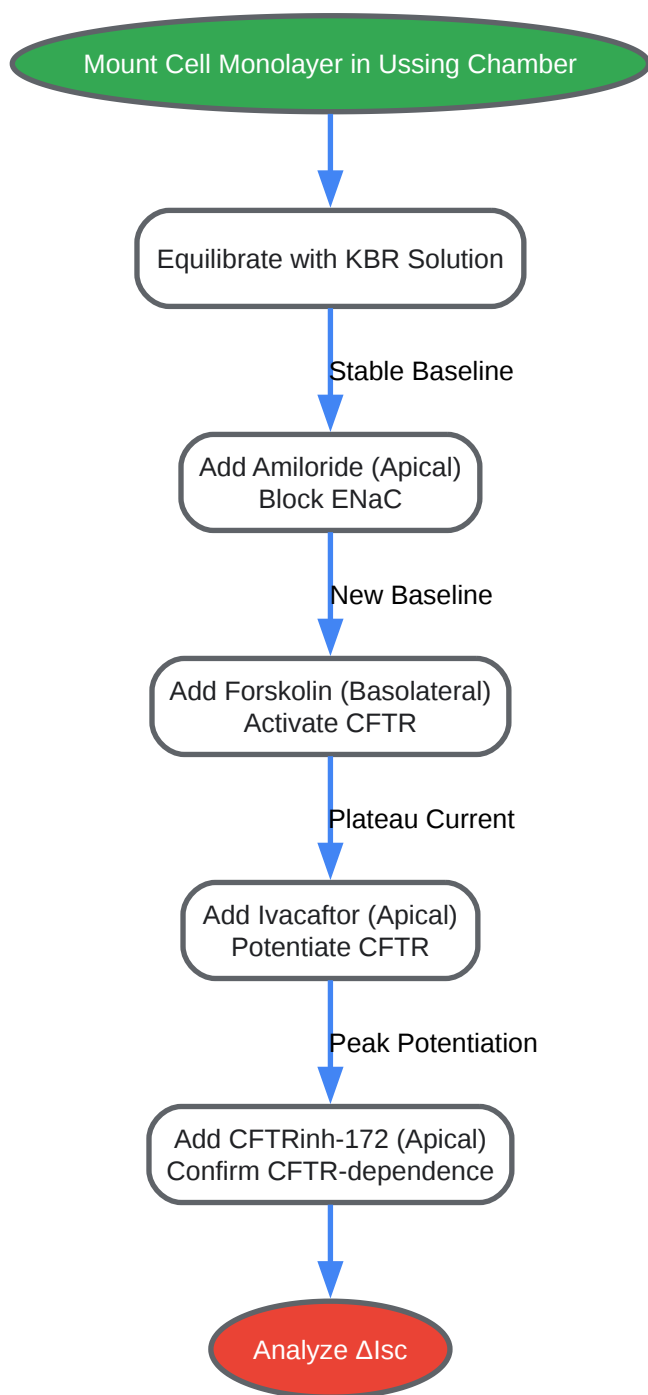 Mount Cell Monolayer in Ussing Chamber
Equilibrate with KBR Solution
Stable Baseline
Add Amiloride (Apical)
Block ENaC
New Baseline
Add Forskolin (Basolateral)
Activate CFTR
Plateau Current
Add Ivacaftor (Apical)
Potentiate CFTR
Peak Potentiation
Add CFTRinh-172 (Apical)
Confirm CFTR-dependence
Analyze ΔIsc